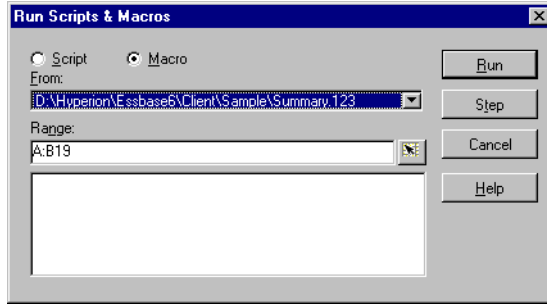 Run Scripts & Macros
Script Macro
From:
D:\Hyperion\Essbase6\Client\Sample\Summary.123
Range:
A:B19
Run
Step
Cancel
Help